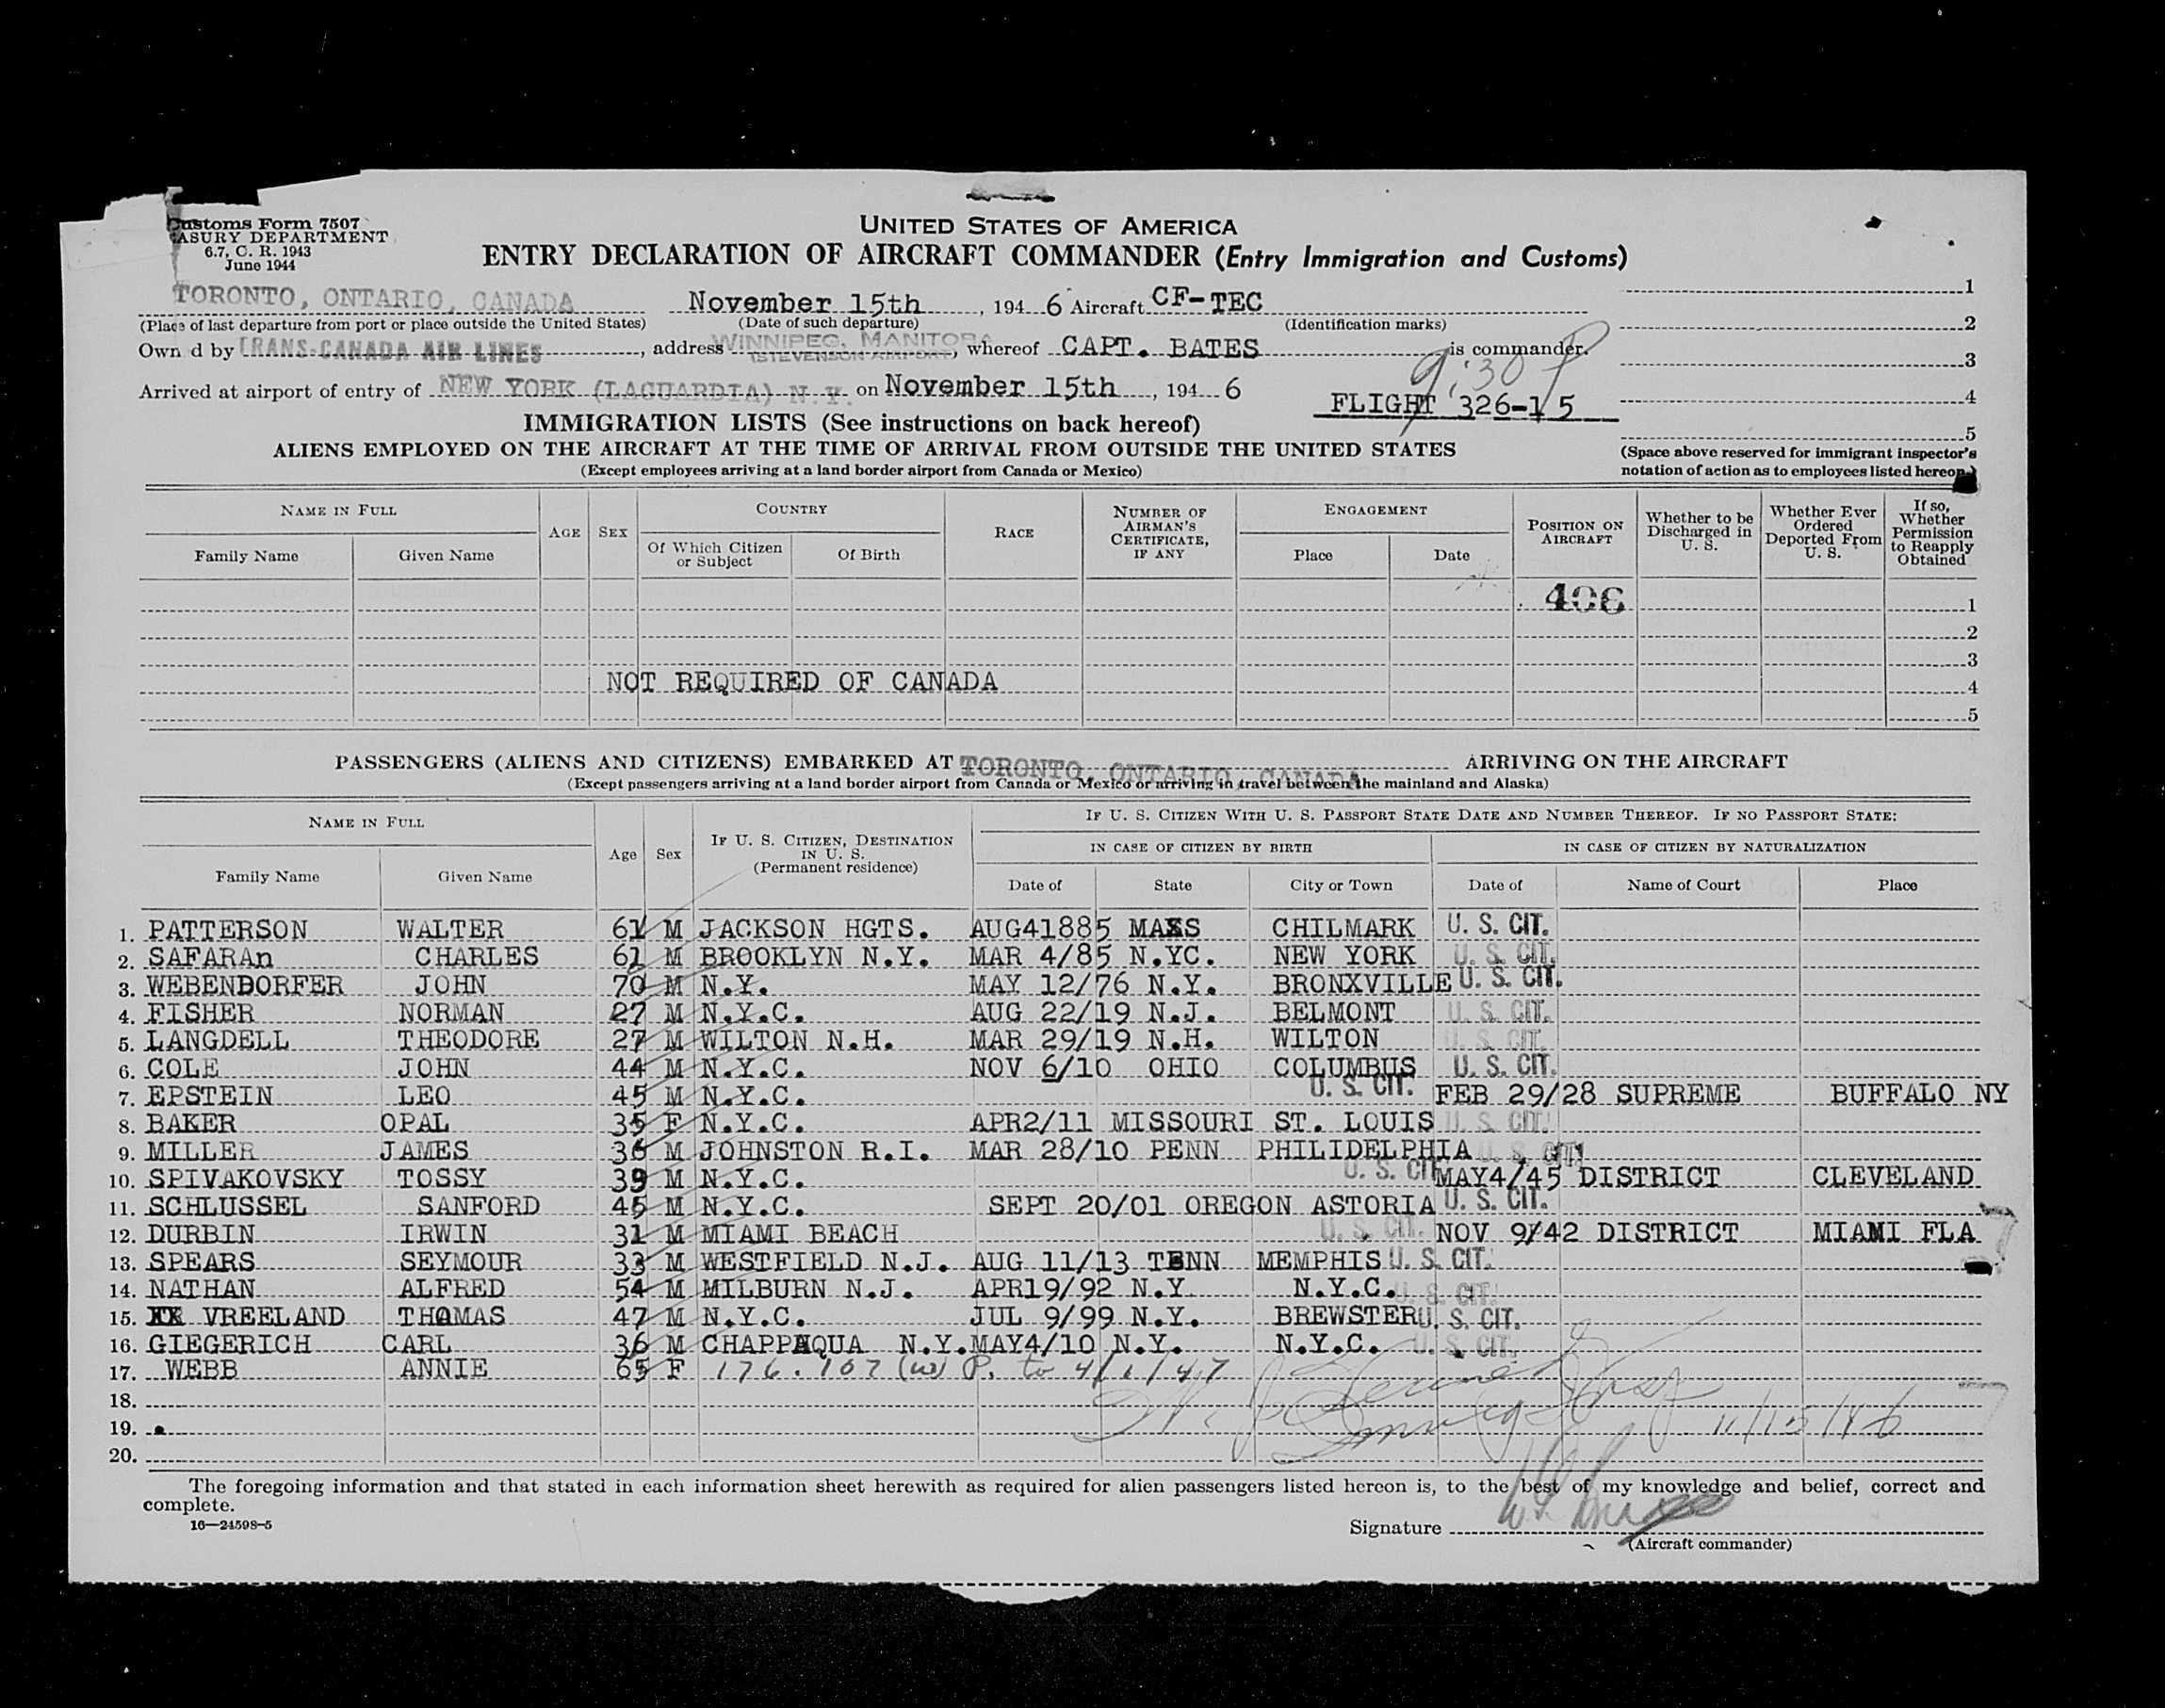 Customs Form 7507
ASURY DEPARTMENT
6.7, C. R. 1943
June 1944
UNITED STATES OF AMERICA
ENTRY DECLARATION OF AIRCRAFT COMMANDER (Entry Immigration and Customs)
TORONTO, ONTARIO, CANADA November 15th, 194 6 Aircraft CF-TEC 1
(Place of last departure from port or place outside the United States) (Date of such departure) (Identification marks) 2
Own d by TRANS-CANADA AIR LINES, address WINNIPEG, MANITOBA (STEVENSON AIRPORT), whereof CAPT. BATES is commander. 3
9:30 P
Arrived at airport of entry of NEW YORK (LAGUARDIA) N.Y. on November 15th, 194 6 FLIGHT 326-15 4
IMMIGRATION LISTS (See instructions on back hereof) 5
ALIENS EMPLOYED ON THE AIRCRAFT AT THE TIME OF ARRIVAL FROM OUTSIDE THE UNITED STATES (Space above reserved for immigrant inspector's
(Except employees arriving at a land border airport from Canada or Mexico) notation of action as to employees listed hereon.)
NAME IN FULL AGE SEX COUNTRY RACE NUMBER OF AIRMAN'S CERTIFICATE, IF ANY ENGAGEMENT POSITION ON AIRCRAFT Whether to be Discharged in U. S. Whether Ever Ordered Deported From U. S. If so, Whether Permission to Reapply Obtained
Family Name Given Name Of Which Citizen or Subject Of Birth Place Date
406 1
2
3
NOT REQUIRED OF CANADA 4
5
PASSENGERS (ALIENS AND CITIZENS) EMBARKED AT TORONTO, ONTARIO, CANADA ARRIVING ON THE AIRCRAFT
(Except passengers arriving at a land border airport from Canada or Mexico or arriving in travel between the mainland and Alaska)
NAME IN FULL Age Sex IF U. S. CITIZEN, DESTINATION IN U. S. (Permanent residence) IF U. S. CITIZEN WITH U. S. PASSPORT STATE DATE AND NUMBER THEREOF. IF NO PASSPORT STATE:
IN CASE OF CITIZEN BY BIRTH IN CASE OF CITIZEN BY NATURALIZATION
Family Name Given Name Date of State City or Town Date of Name of Court Place
1. PATTERSON WALTER 61 M JACKSON HGTS. AUG41885 MASS CHILMARK U. S. CIT.
2. SAFARAn CHARLES 61 M BROOKLYN N.Y. MAR 4/85 N.YC. NEW YORK U. S. CIT.
3. WEBENDORFER JOHN 70 M N.Y. MAY 12/76 N.Y. BRONXVILLE U. S. CIT.
4. FISHER NORMAN 27 M N.Y.C. AUG 22/19 N.J. BELMONT U. S. CIT.
5. LANGDELL THEODORE 27 M WILTON N.H. MAR 29/19 N.H. WILTON U. S. CIT.
6. COLE JOHN 44 M N.Y.C. NOV 6/10 OHIO COLUMBUS U. S. CIT.
7. EPSTEIN LEO 45 M N.Y.C. U. S. CIT. FEB 29/28 SUPREME BUFFALO NY
8. BAKER OPAL 35 F N.Y.C. APR2/11 MISSOURI ST. LOUIS U. S. CIT.
9. MILLER JAMES 36 M JOHNSTON R.I. MAR 28/10 PENN PHILIDELPHIA U. S. CIT.
10. SPIVAKOVSKY TOSSY 39 M N.Y.C. U. S. CIT MAY4/45 DISTRICT CLEVELAND
11. SCHLUSSEL SANFORD 45 M N.Y.C. SEPT 20/01 OREGON ASTORIA U. S. CIT.
12. DURBIN IRWIN 31 M MIAMI BEACH U. S. CIT. NOV 9/42 DISTRICT MIAMI FLA
13. SPEARS SEYMOUR 33 M WESTFIELD N.J. AUG 11/13 TENN MEMPHIS U. S. CIT.
14. NATHAN ALFRED 54 M MILBURN N.J. APR19/92 N.Y N.Y.C. U. S. CIT.
15. XX VREELAND THOMAS 47 M N.Y.C. JUL 9/99 N.Y. BREWSTER U. S. CIT.
16. GIEGERICH CARL 36 M CHAPPAQUA N.Y. MAY4/10 N.Y. N.Y.C. U. S. CIT.
17. WEBB ANNIE 65 F 176.107 (w) P. to 4/1/47
18.
19. 11/15/46
20.
The foregoing information and that stated in each information sheet herewith as required for alien passengers listed hereon is, to the best of my knowledge and belief, correct and
complete.
16—24598-5
Signature
(Aircraft commander)